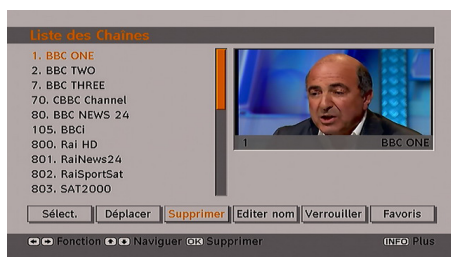 Liste des Chaines
1. BBC ONE
2. BBC TWO
7. BBC THREE
70. CBBC Channel
80. BBC NEWS 24
105. BBCi
800. Rai HD
801. RaiNews24
802. RaiSportSat
803. SAT2000
1 BBC ONE
Sélect. Déplacer Supprimer Editer nom Verrouiller Favoris
Fonction Naviguer OK Supprimer INFO Plus